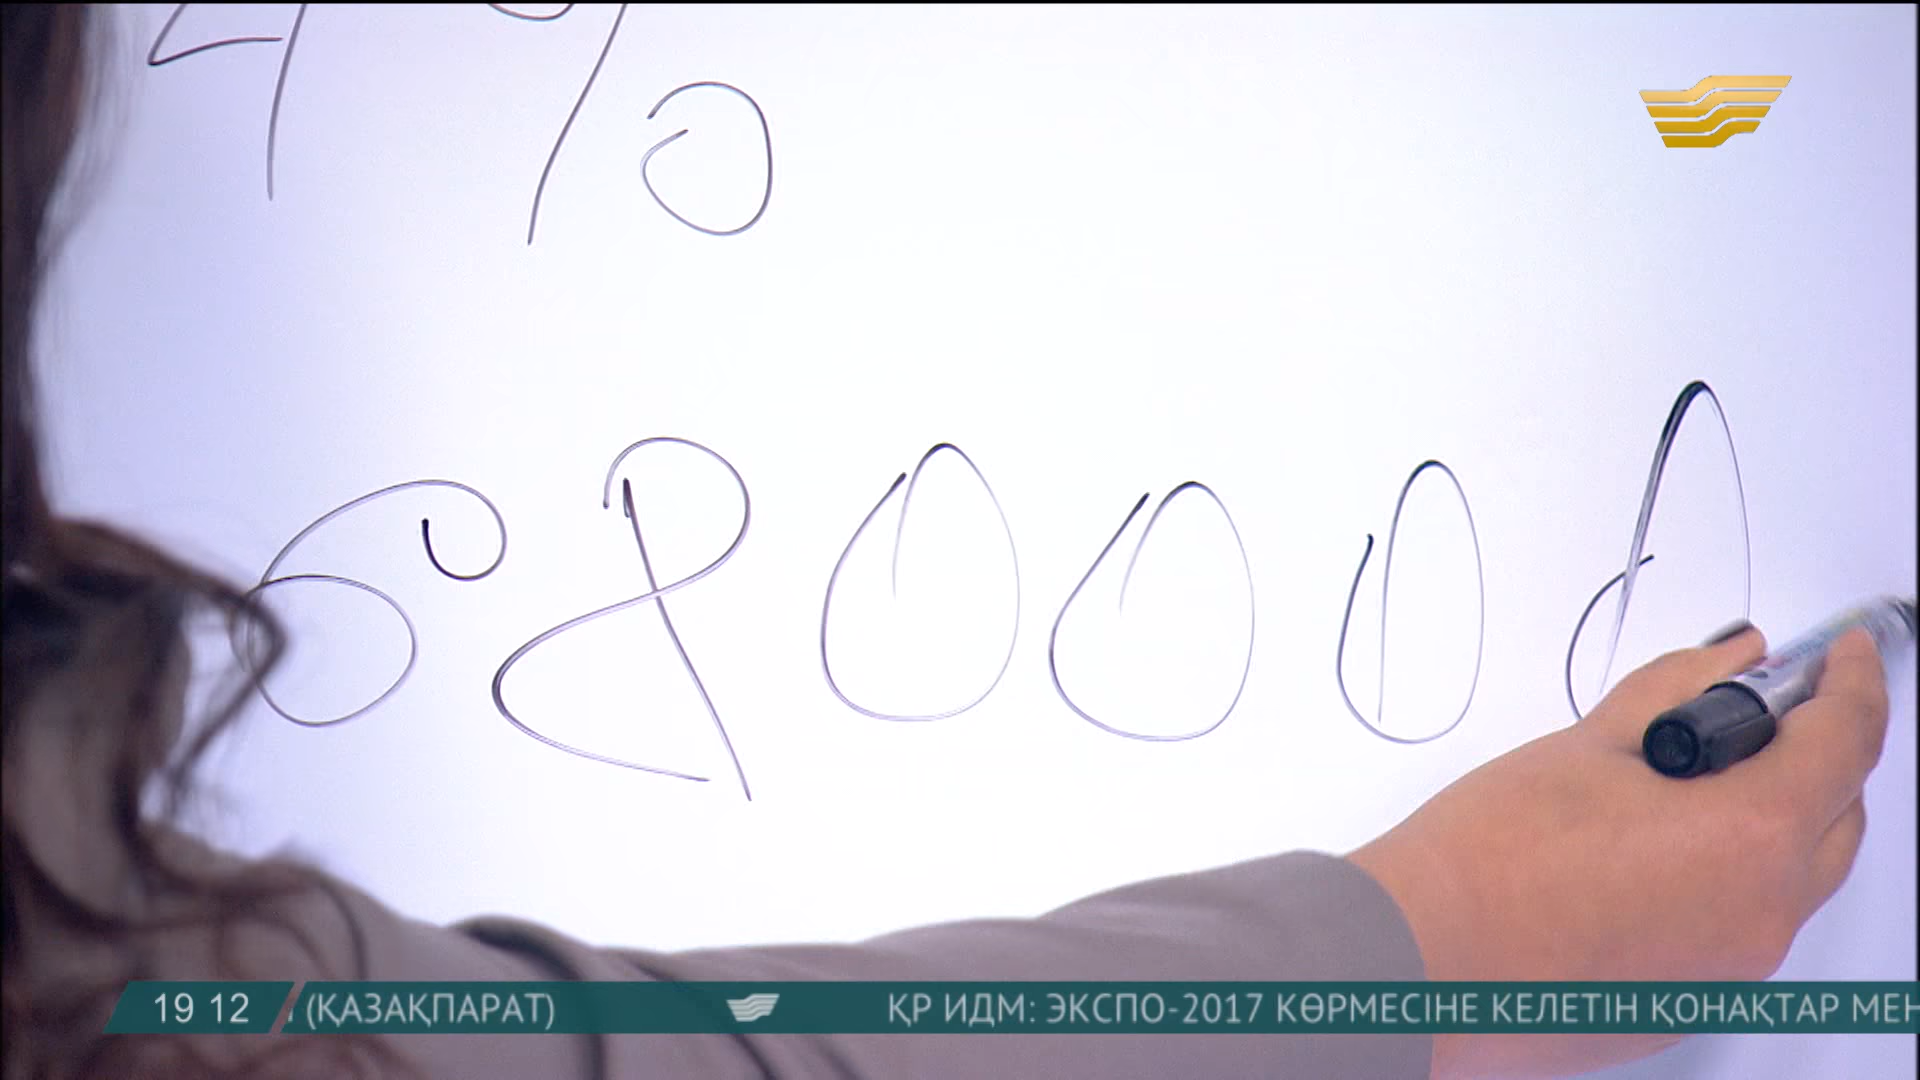 4%
680000
19 12 (ҚАЗАҚПАРАТ) ҚР ИДМ: ЭКСПО-2017 КӨРМЕСІНЕ КЕЛЕТІН ҚОНАҚТАР МЕН